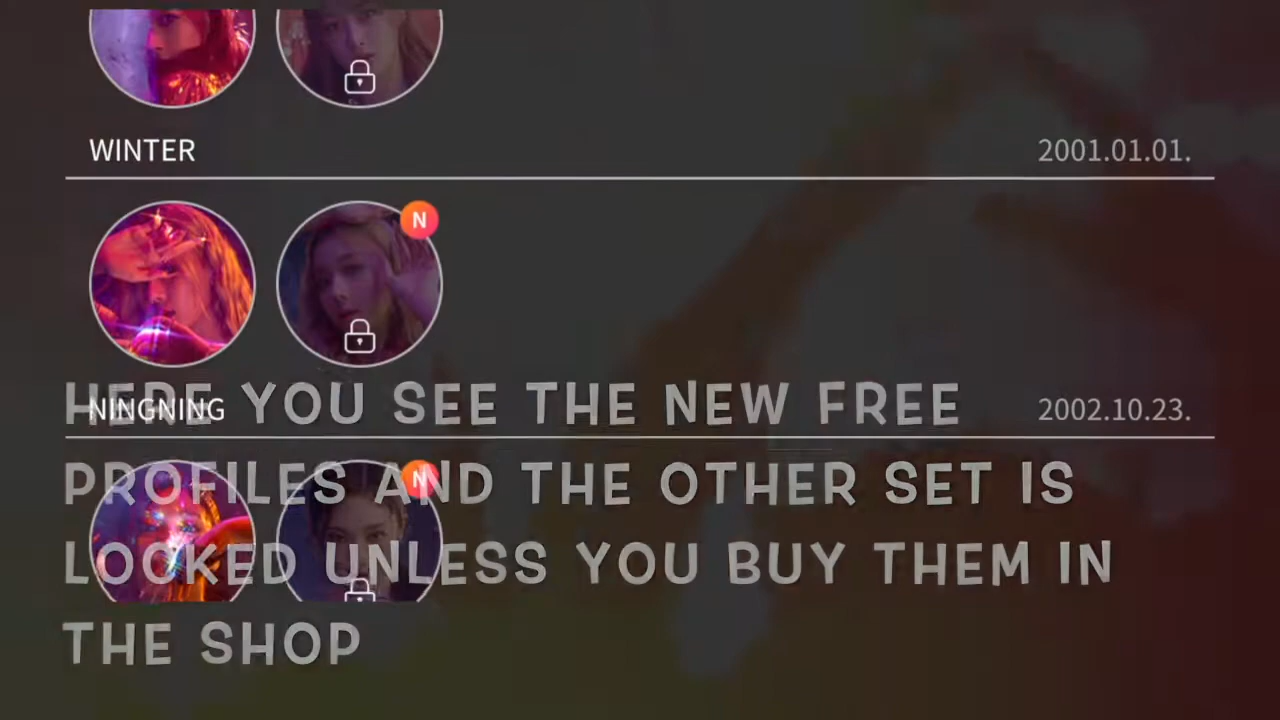 WINTER 2001.01.01.
N
HERE YOU SEE THE NEW FREE
NINGNING 2002.10.23.
PROFILES AND THE OTHER SET IS
N
LOCKED UNLESS YOU BUY THEM IN
THE SHOP